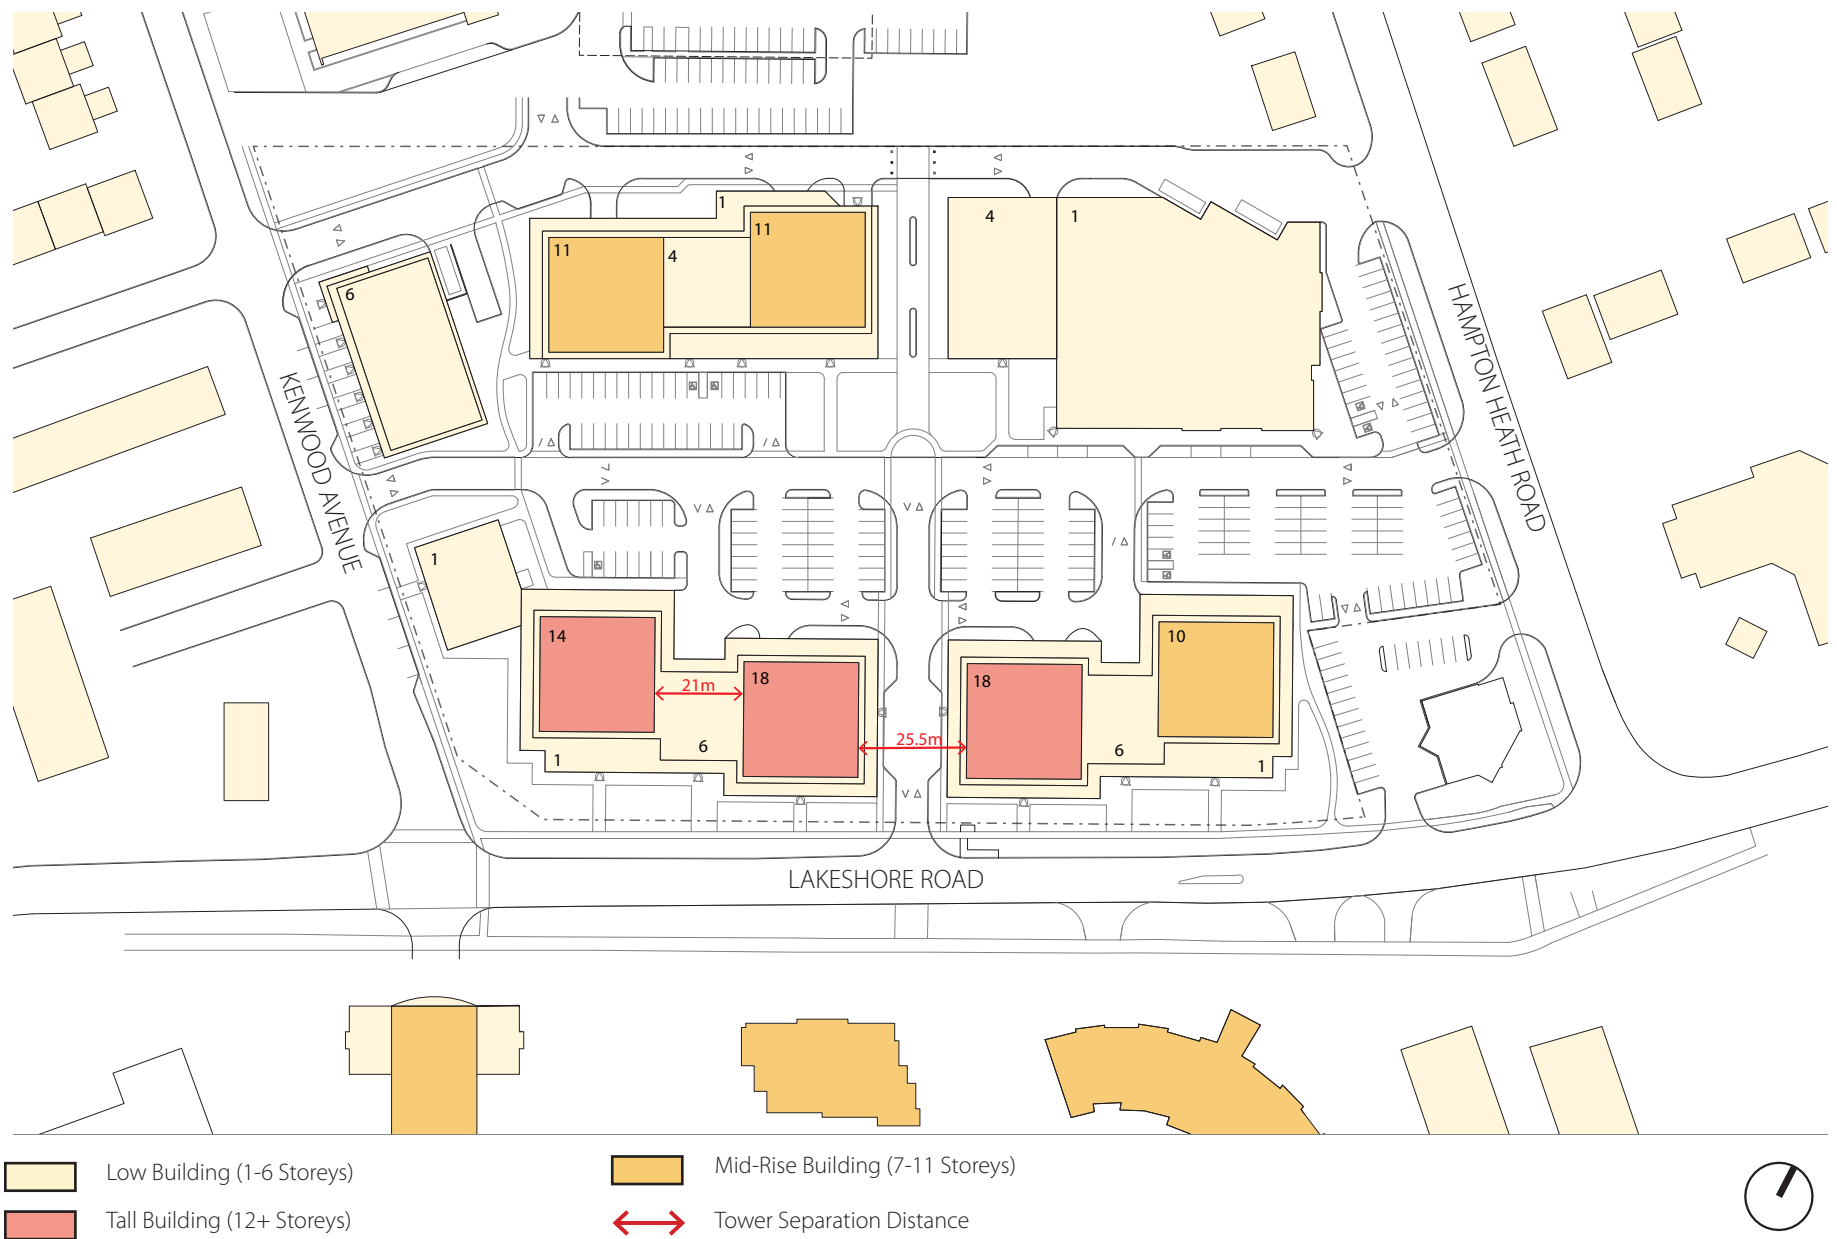 1
11
11
4
4
1
6
KENWOOD AVENUE
HAMPTON HEATH ROAD
1
14
21m
18
25.5m
18
10
6
6
1
1
LAKESHORE ROAD
Low Building (1-6 Storeys)
Mid-Rise Building (7-11 Storeys)
Tall Building (12+ Storeys)
Tower Separation Distance